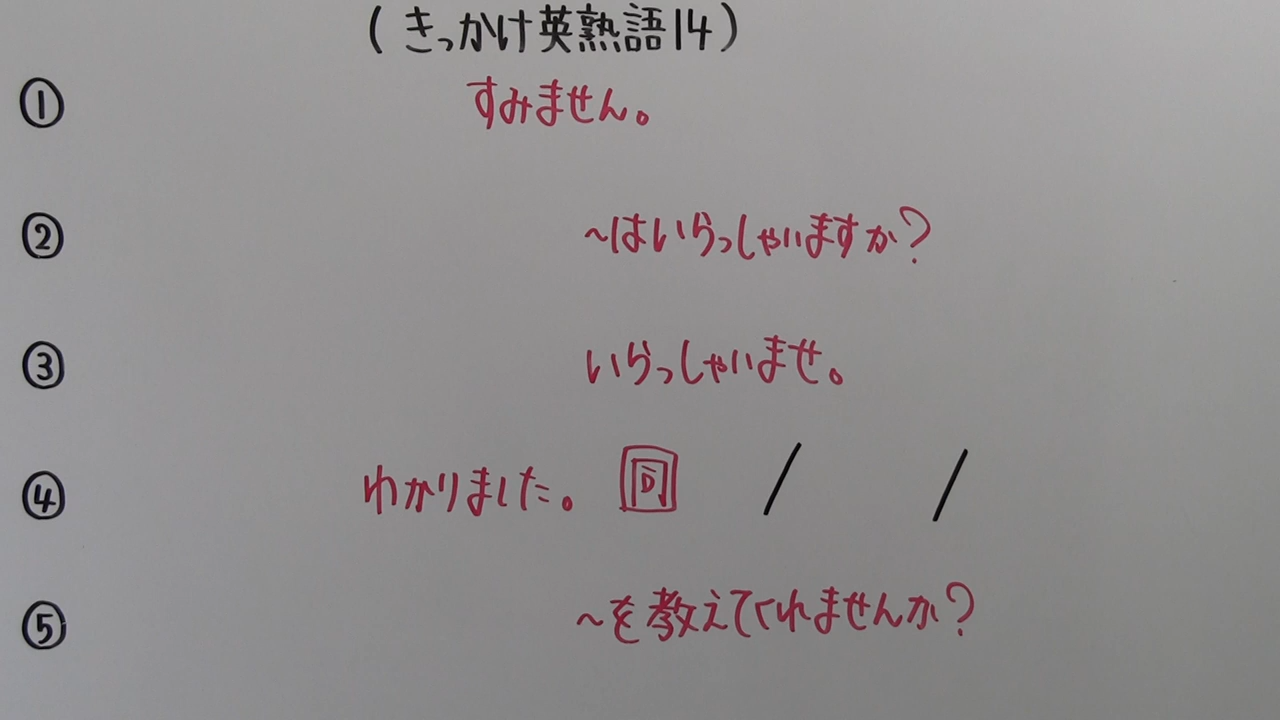 (きっかけ英熟語14)
① すみません。
② ~はいらっしゃいますか?
③ いらっしゃいませ。
④ わかりました。 同 / /
⑤ ~を教えてくれませんか?